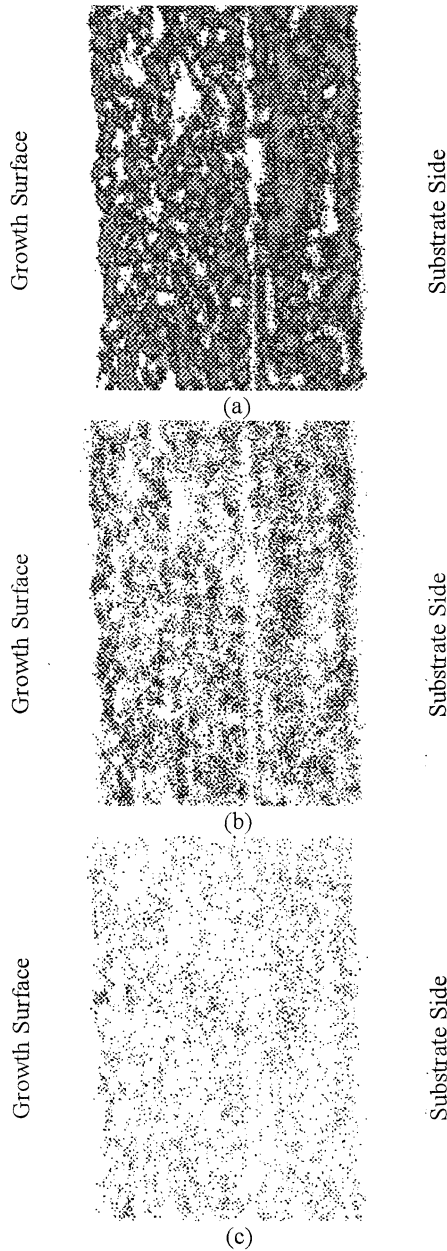 Growth Surface
Substrate Side
(a)
Growth Surface
Substrate Side
(b)
Growth Surface
Substrate Side
(c)